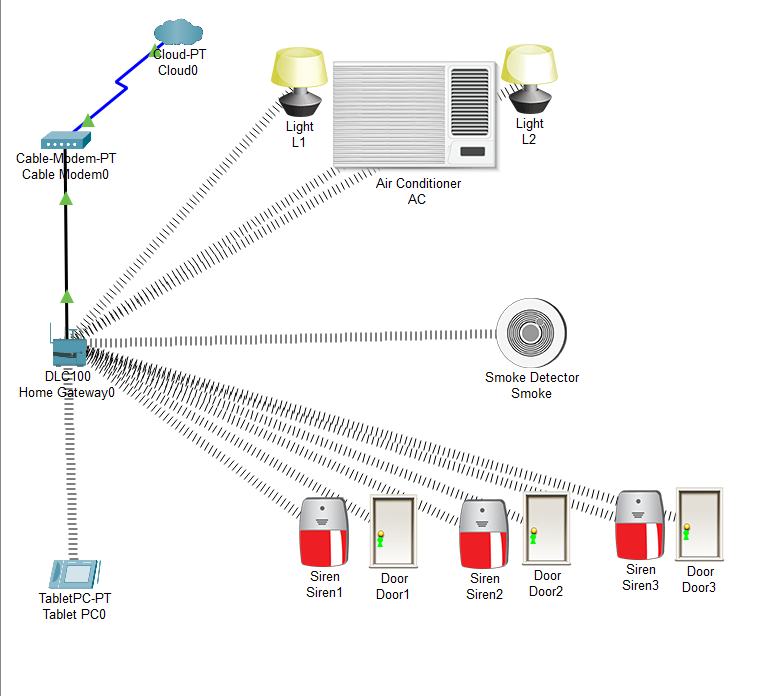 Cloud-PT
Cloud0
Cable-Modem-PT
Cable Modem0
Light
L1
Air Conditioner
AC
Light
L2
DLC100
Home Gateway0
Smoke Detector
Smoke
Siren
Siren1
Door
Door1
Siren
Siren2
Door
Door2
Siren
Siren3
Door
Door3
TabletPC-PT
Tablet PC0